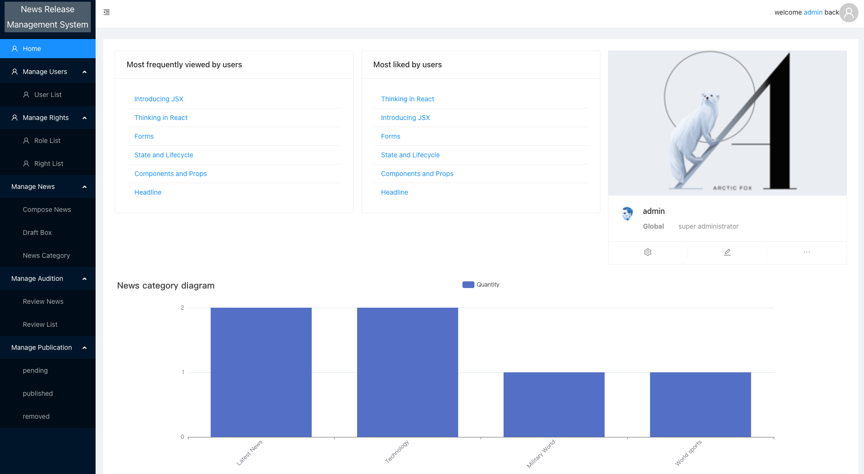 News Release
Management System
welcome admin back
Home
Manage Users
User List
Manage Rights
Role List
Right List
Manage News
Compose News
Draft Box
News Category
Manage Audition
Review News
Review List
Manage Publication
pending
published
removed
Most frequently viewed by users
Introducing JSX
Thinking in React
Forms
State and Lifecycle
Components and Props
Headline
Most liked by users
Thinking in React
Introducing JSX
Forms
State and Lifecycle
Components and Props
Headline
A
ARCTIC FOX
admin
Global super administrator
News category diagram
Quantity
2
1
0
Latest News
Technology
Military World
World sports